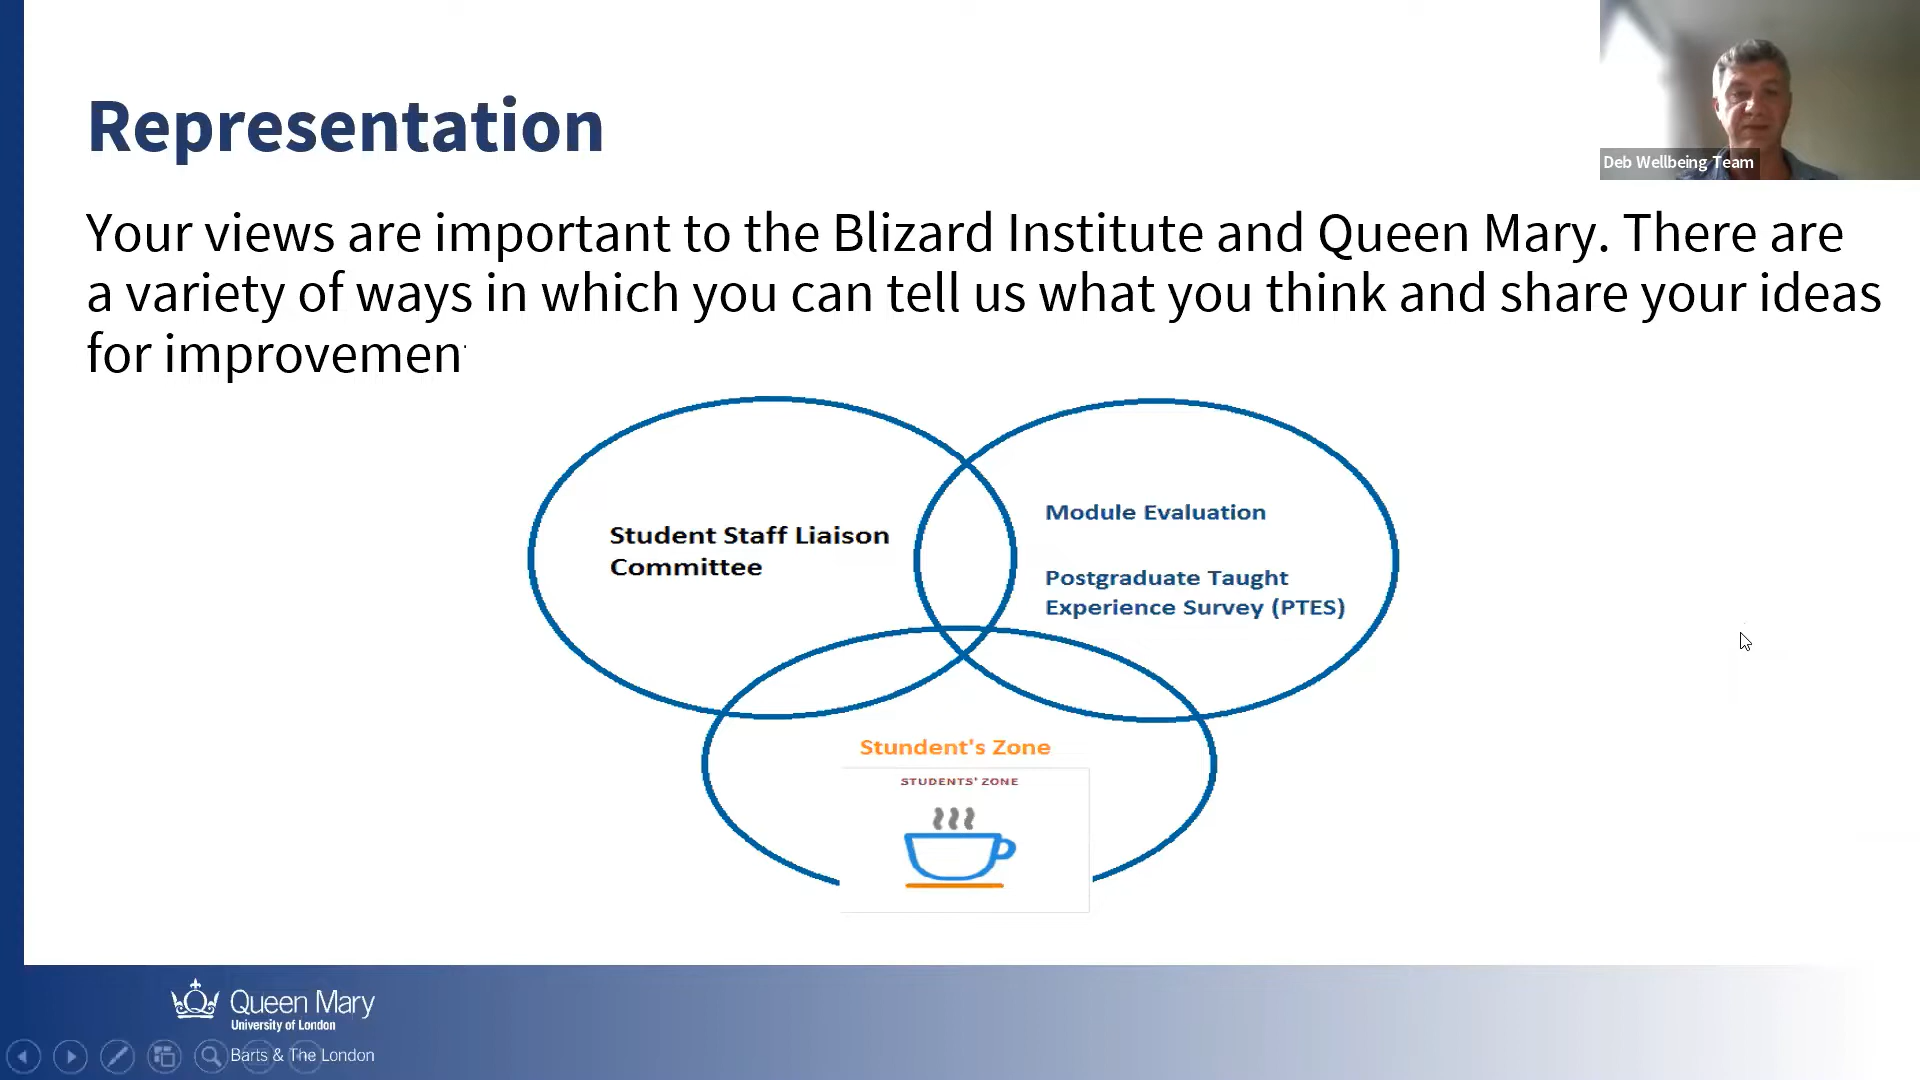 Representation
Deb Wellbeing Team
Your views are important to the Blizard Institute and Queen Mary. There are
a variety of ways in which you can tell us what you think and share your ideas
for improvemen
Student Staff Liaison
Committee
Module Evaluation
Postgraduate Taught
Experience Survey (PTES)
Stundent's Zone
STUDENTS' ZONE
Queen Mary
University of London
Barts & The London